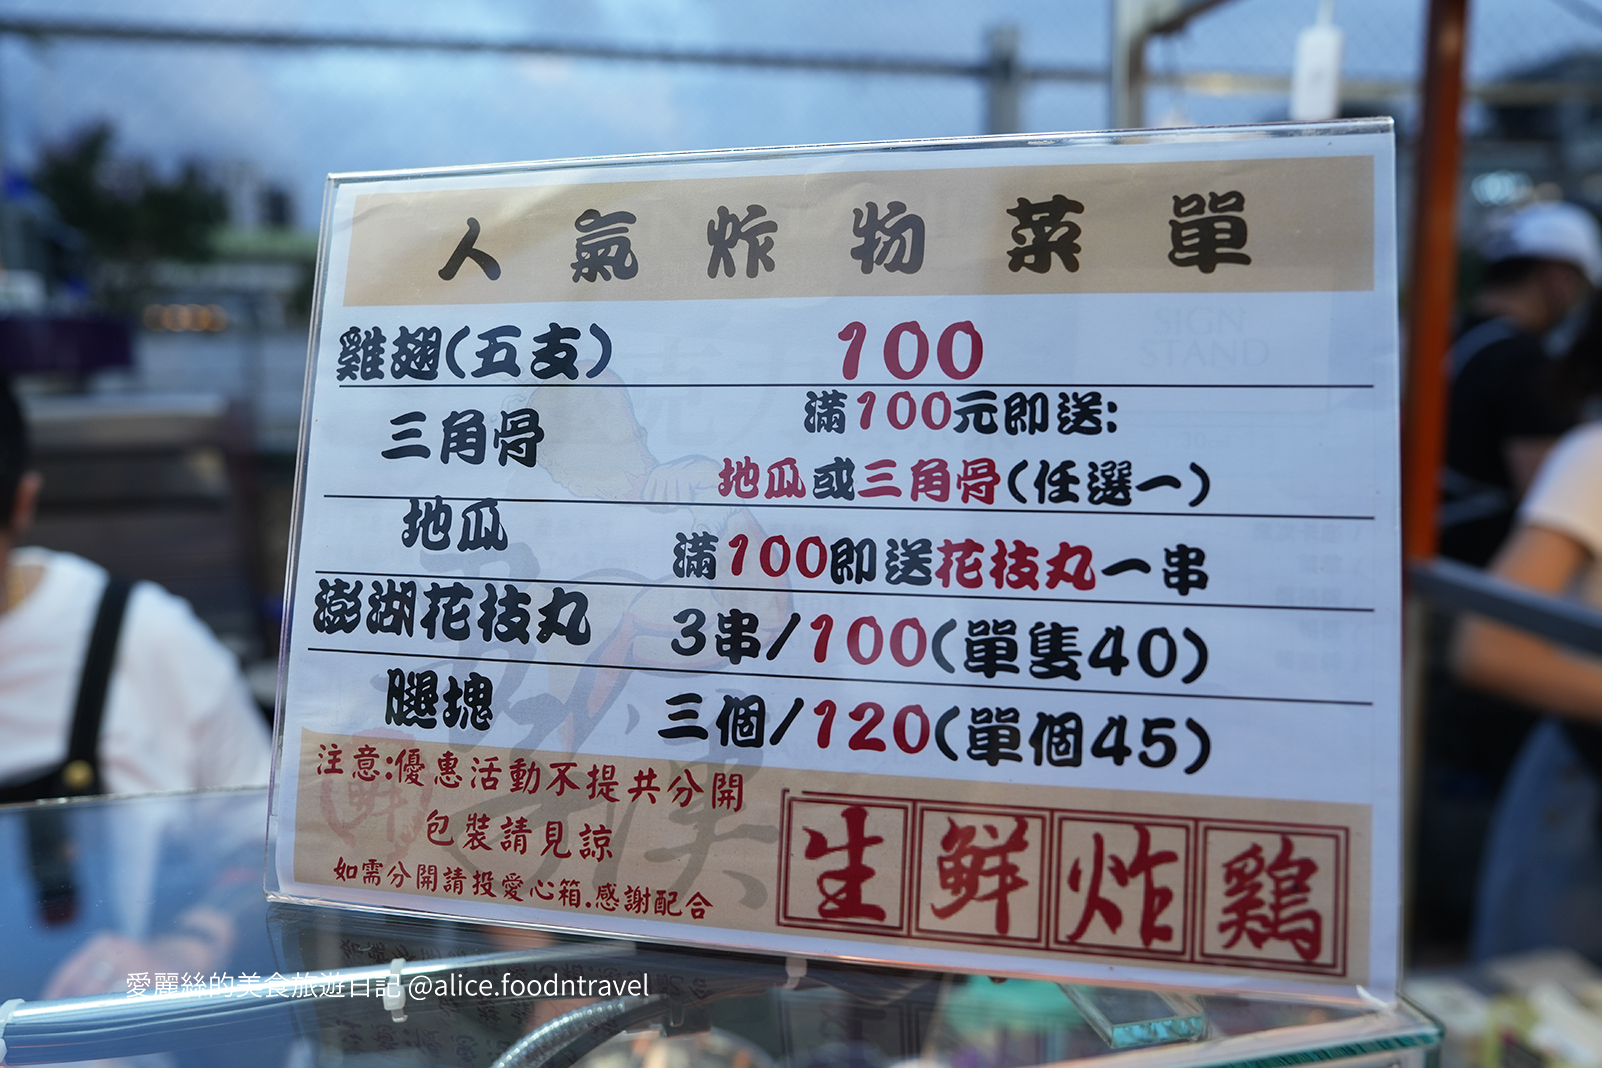 人氣炸物菜單
雞翅(五支) 100
三角骨
滿100元即送:
地瓜或三角骨(任選一)
地瓜
滿100即送花枝丸一串
澎湖花枝丸 3串/100(單隻40)
腿塊 三個/120(單個45)
注意:優惠活動不提共分開
包裝請見諒
如需分開請投愛心箱.感謝配合
生鮮炸鶏
SIGN
STAND
愛麗絲的美食旅遊日記 @alice.foodntravel